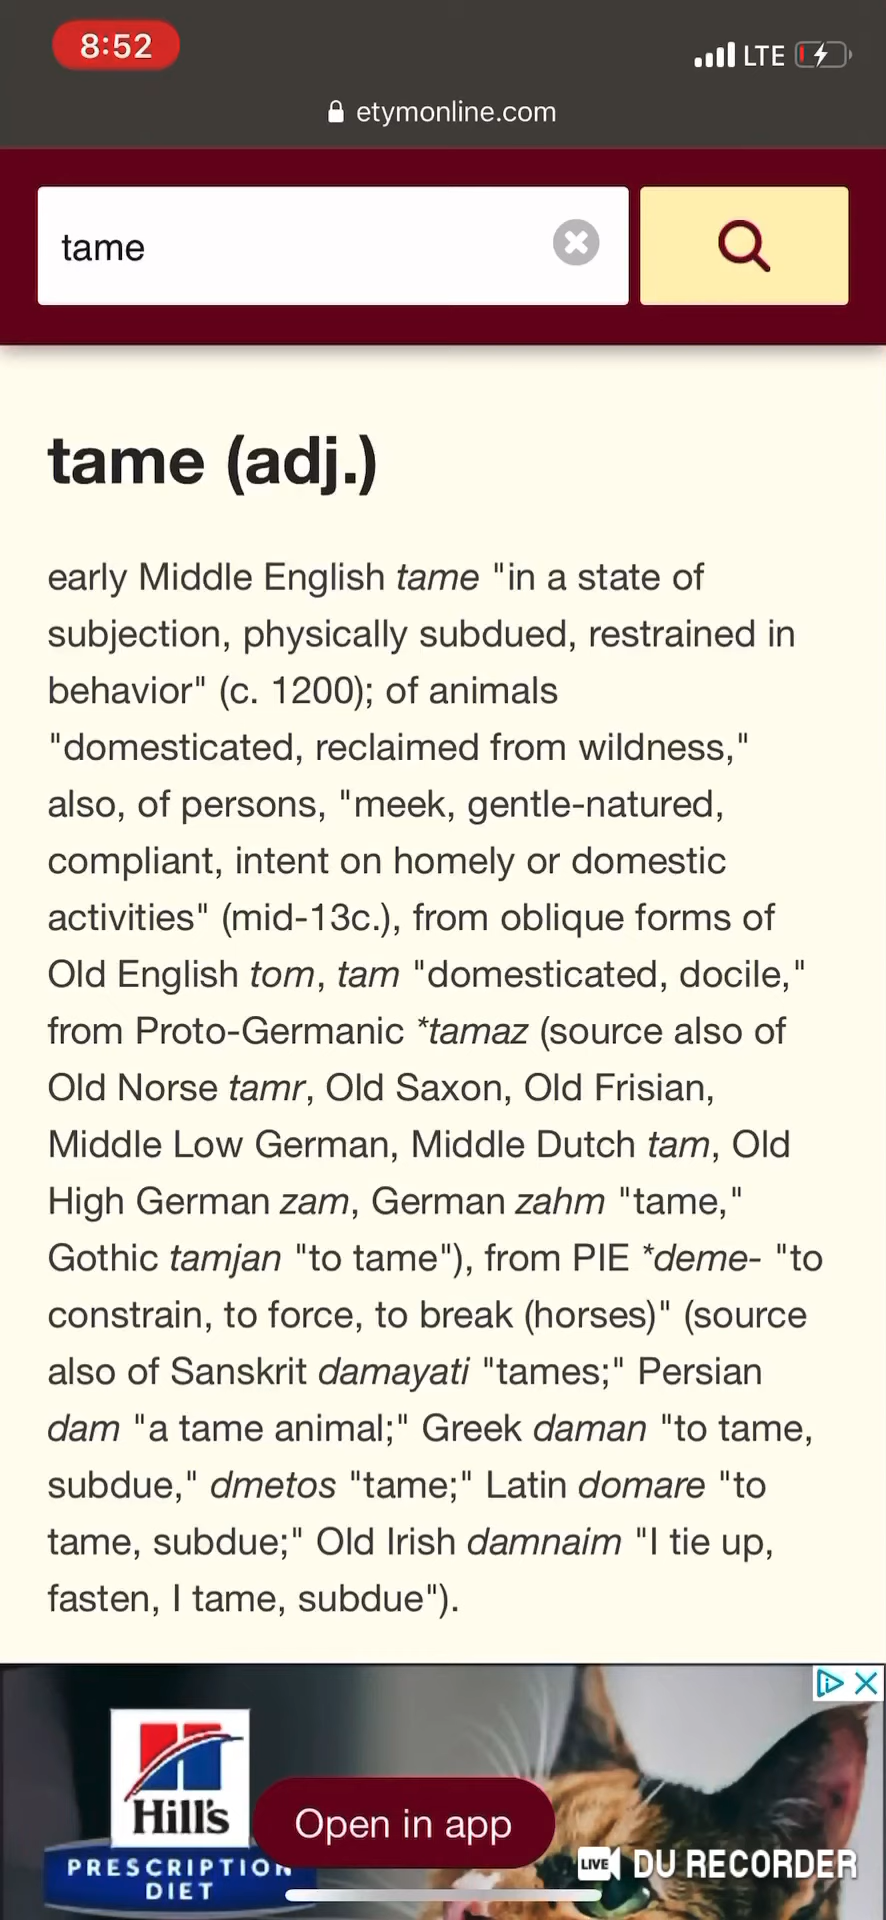 8:52
LTE
etymonline.com
tame
tame (adj.)
early Middle English tame "in a state of
subjection, physically subdued, restrained in
behavior" (c. 1200); of animals
"domesticated, reclaimed from wildness,"
also, of persons, "meek, gentle-natured,
compliant, intent on homely or domestic
activities" (mid-13c.), from oblique forms of
Old English tom, tam "domesticated, docile,"
from Proto-Germanic *tamaz (source also of
Old Norse tamr, Old Saxon, Old Frisian,
Middle Low German, Middle Dutch tam, Old
High German zam, German zahm "tame,"
Gothic tamjan "to tame"), from PIE *deme- "to
constrain, to force, to break (horses)" (source
also of Sanskrit damayati "tames;" Persian
dam "a tame animal;" Greek daman "to tame,
subdue," dmetos "tame;" Latin domare "to
tame, subdue;" Old Irish damnaim "I tie up,
fasten, I tame, subdue").
Hill's
PRESCRIPTION
DIET
Open in app
LIVE DU RECORDER